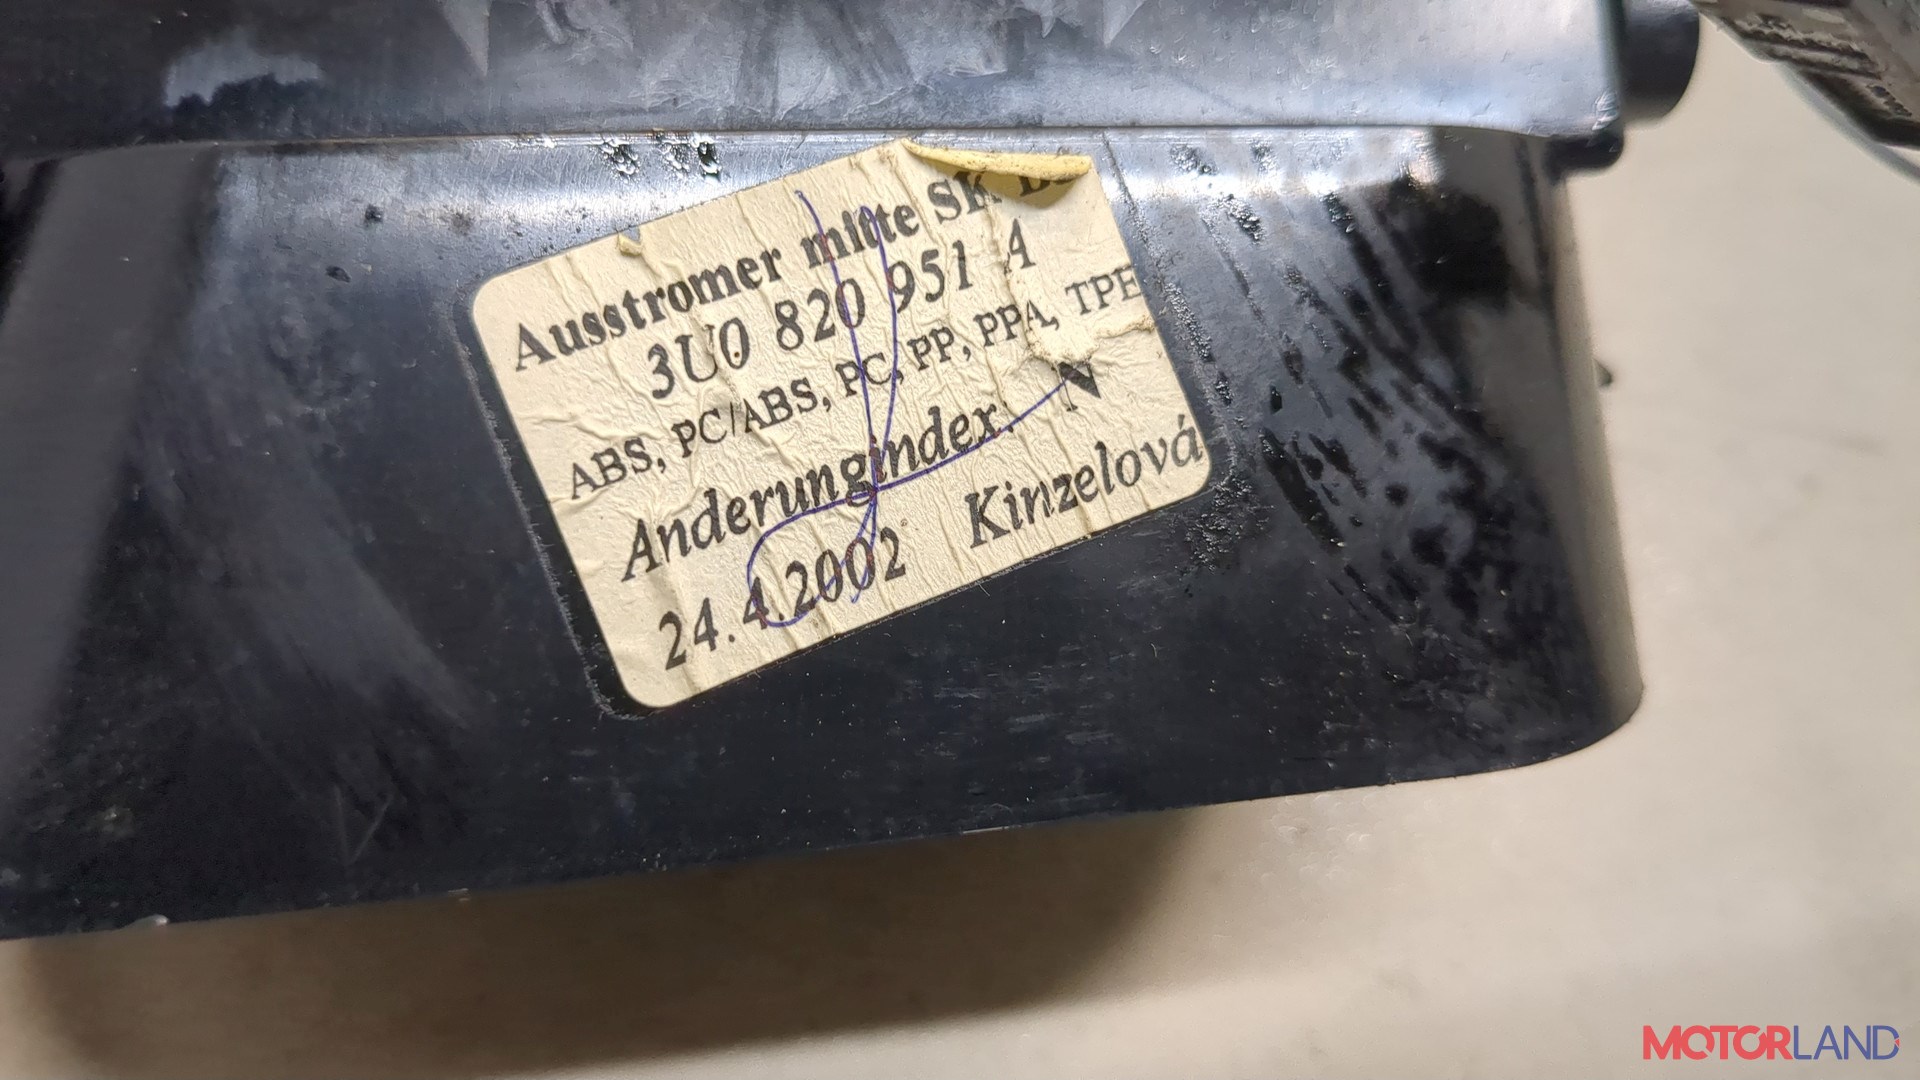 Ausstromer mitte SK
3U0 820 951 A
ABS, PC/ABS, PC, PP, PPA, TPE
Anderungindex: N
24.4.2002 Kinzelová
MOTORLAND